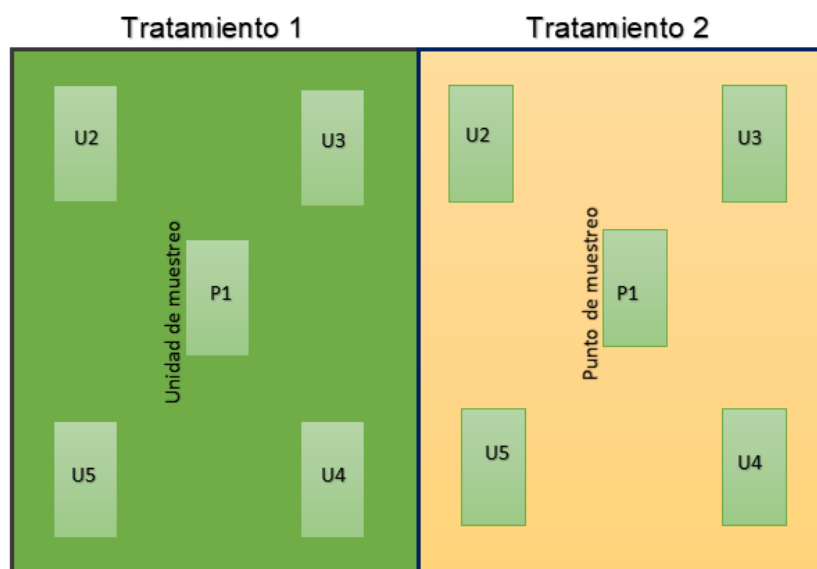 Tratamiento 1
Tratamiento 2
U2
U3
Unidad de muestreo
P1
U5
U4
U2
U3
Punto de muestreo
P1
U5
U4